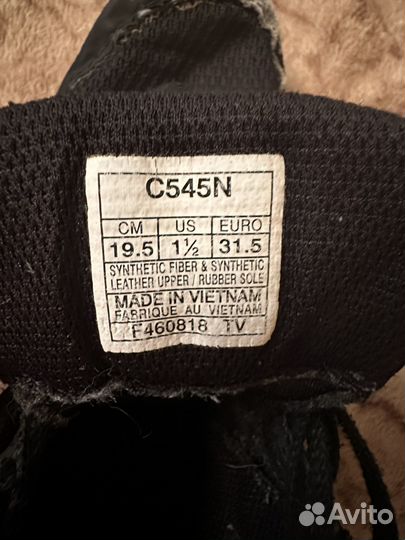 C545N
CM US EURO
19.5 1½ 31.5
SYNTHETIC FIBER & SYNTHETIC
LEATHER UPPER / RUBBER SOLE
MADE IN VIETNAM
FABRIQUE AU VIETNAM
F460818 TV
Avito